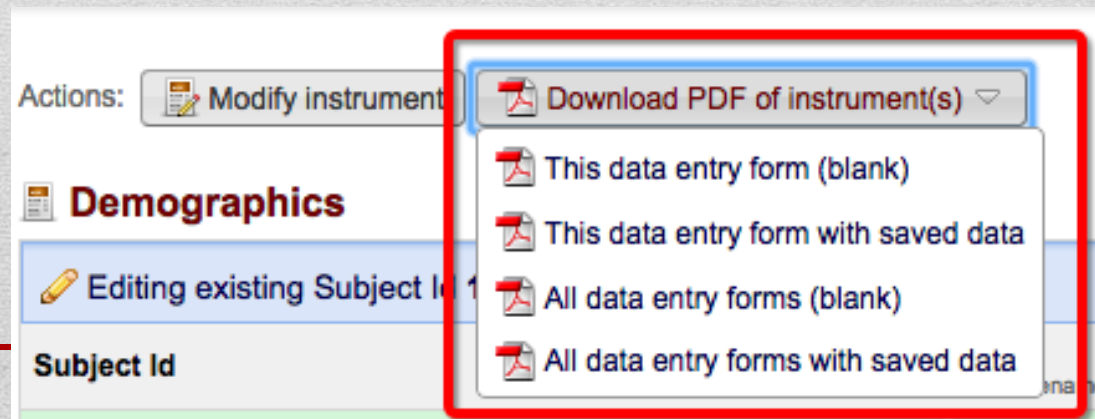 Actions: Modify instrument Download PDF of instrument(s)
This data entry form (blank)
Demographics
This data entry form with saved data
Editing existing Subject Id
All data entry forms (blank)
Subject Id
All data entry forms with saved data